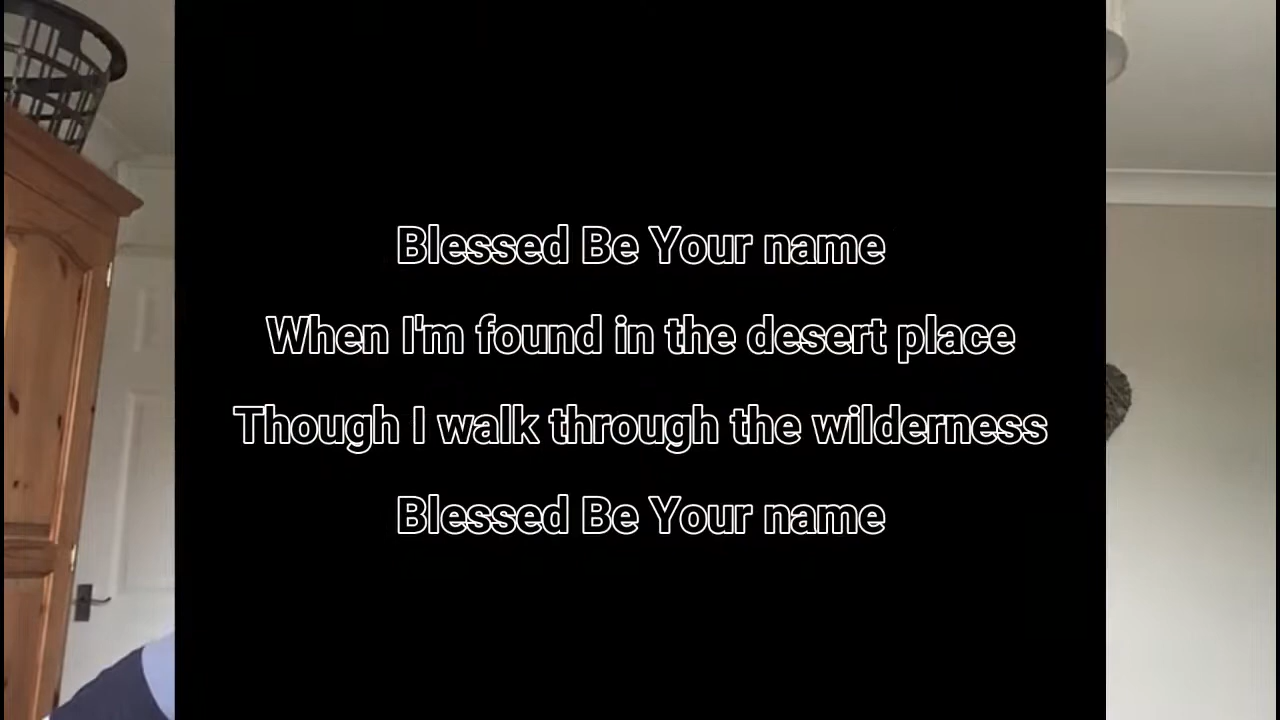 Blessed Be Your name
When I'm found in the desert place
Though I walk through the wilderness
Blessed Be Your name